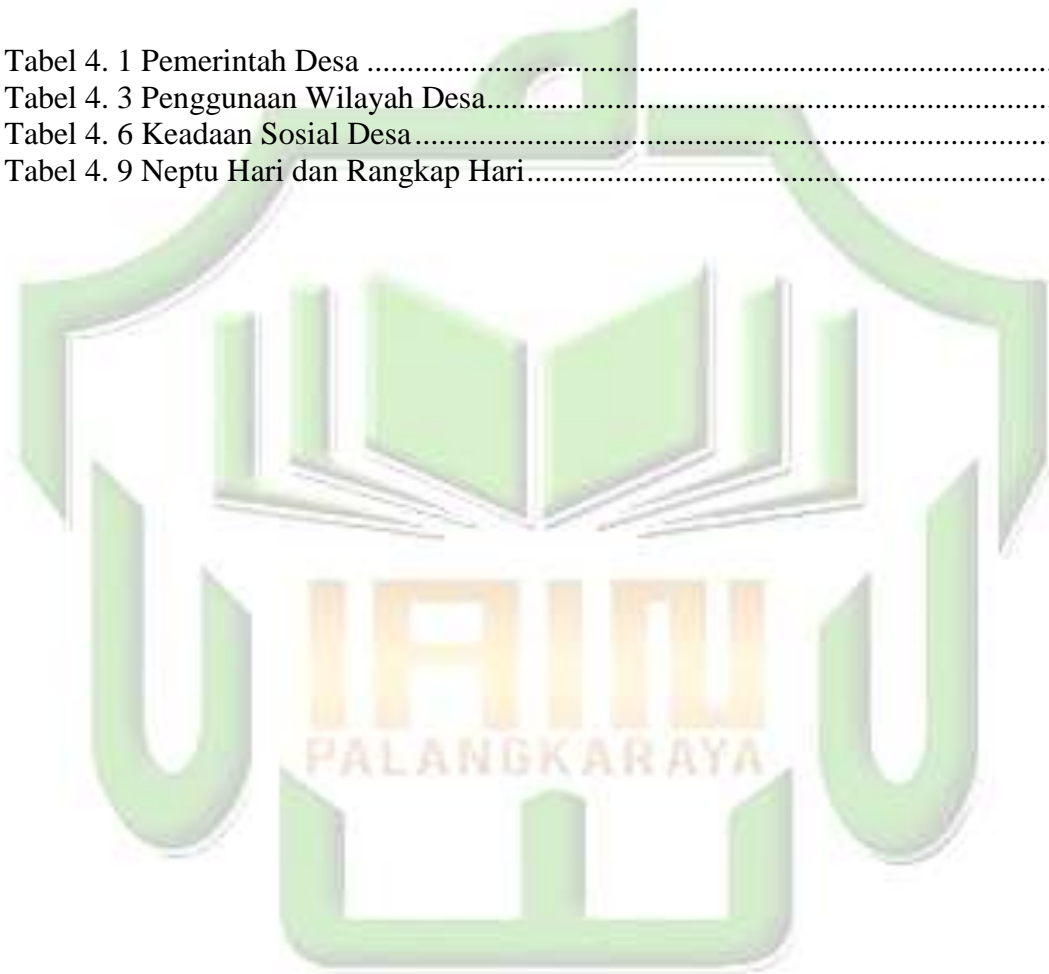 Tabel 4. 1 Pemerintah Desa ....................................................................................
Tabel 4. 3 Penggunaan Wilayah Desa.....................................................................
Tabel 4. 6 Keadaan Sosial Desa..............................................................................
Tabel 4. 9 Neptu Hari dan Rangkap Hari................................................................
IAIN
PALANGKARAYA